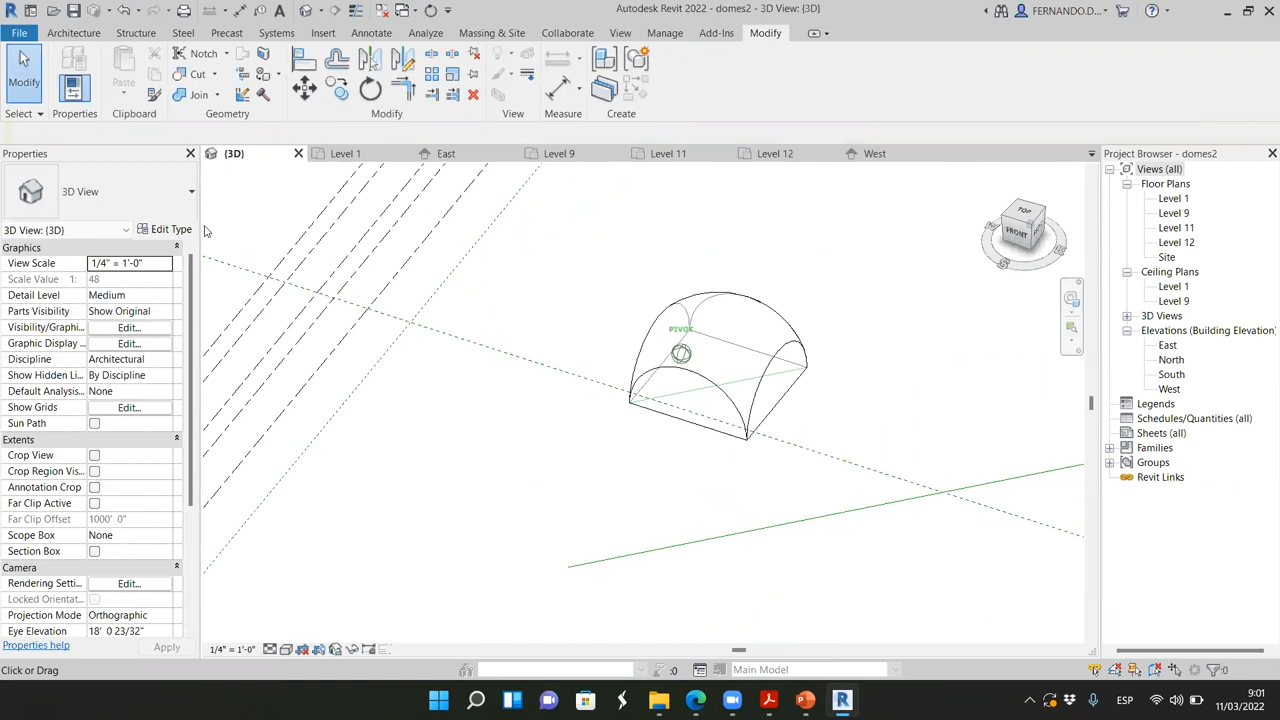 Autodesk Revit 2022 - domes2 - 3D View: {3D}
FERNANDO.D...
File Architecture Structure Steel Precast Systems Insert Annotate Analyze Massing & Site Collaborate View Manage Add-Ins Modify
Modify
Paste
Notch
Cut
Join
Select Properties Clipboard Geometry Modify View Measure Create
Properties
{3D} Level 1 East Level 9 Level 11 Level 12 West
Project Browser - domes2
3D View
3D View: {3D} Edit Type
Graphics
View Scale 1/4" = 1'-0"
Scale Value 1: 48
Detail Level Medium
Parts Visibility Show Original
Visibility/Graphi... Edit...
Graphic Display ... Edit...
Discipline Architectural
Show Hidden Li... By Discipline
Default Analysis... None
Show Grids Edit...
Sun Path
Extents
Crop View
Crop Region Vis...
Annotation Crop
Far Clip Active
Far Clip Offset 1000' 0"
Scope Box None
Section Box
Camera
Rendering Setti... Edit...
Locked Orientat...
Projection Mode Orthographic
Eye Elevation 18' 0 23/32"
Properties help Apply
PIVOT
TOP
FRONT
Views (all)
Floor Plans
Level 1
Level 9
Level 11
Level 12
Site
Ceiling Plans
Level 1
Level 9
3D Views
Elevations (Building Elevation)
East
North
South
West
Legends
Schedules/Quantities (all)
Sheets (all)
Families
Groups
Revit Links
1/4" = 1'-0"
Click or Drag
:0
Main Model
:0
ESP
9:01
11/03/2022